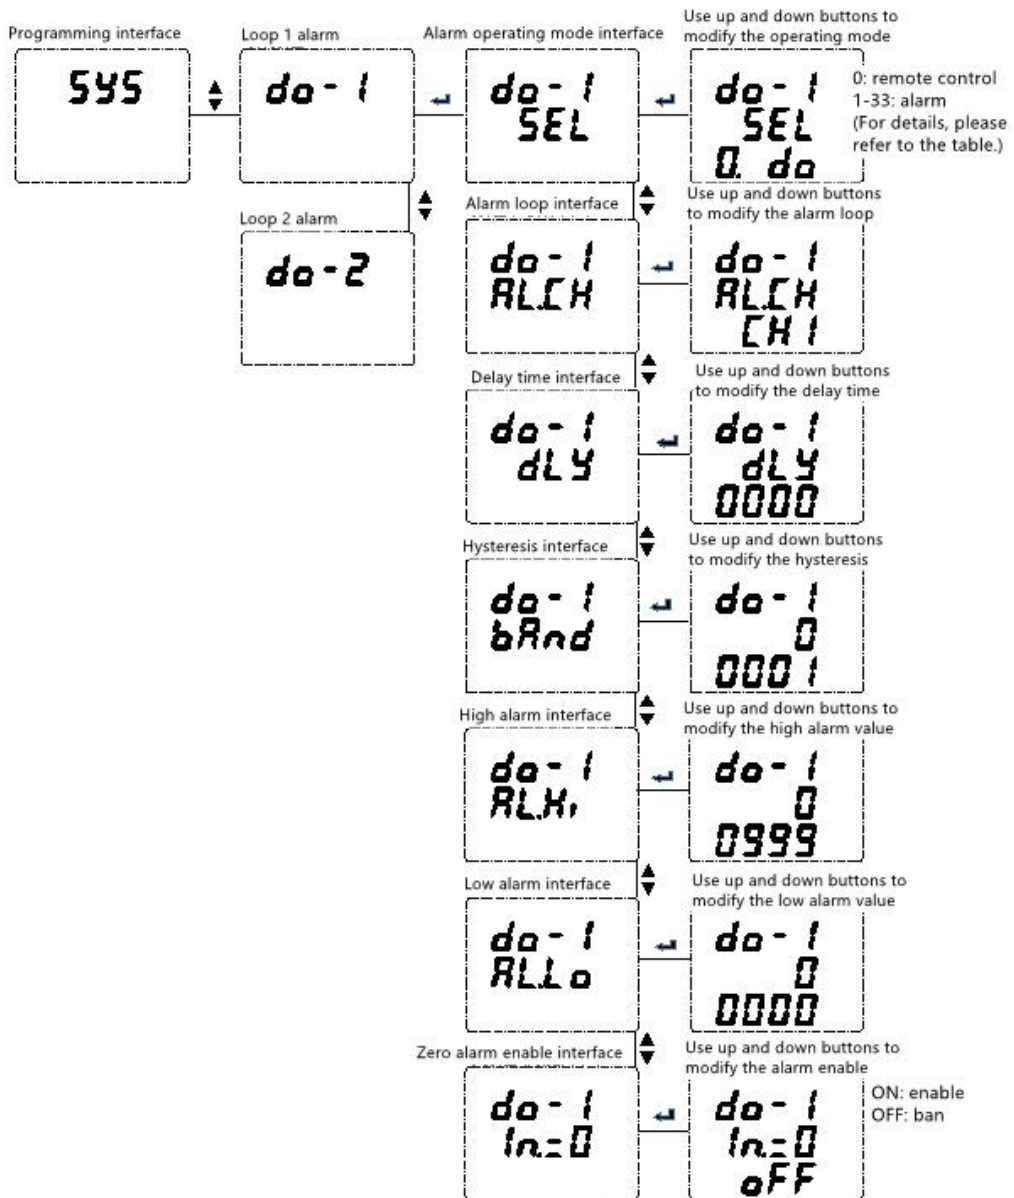 Programming interface
SYS
Loop 1 alarm
do-1
Loop 2 alarm
do-2
Alarm operating mode interface
do-1
SEL
Use up and down buttons to
modify the operating mode
do-1
SEL
0. do
0: remote control
1-33: alarm
(For details, please
refer to the table.)
Alarm loop interface
do-1
AL.CH
Use up and down buttons
to modify the alarm loop
do-1
AL.CH
CH1
Delay time interface
do-1
dLY
Use up and down buttons
to modify the delay time
do-1
dLY
0000
Hysteresis interface
do-1
bAnd
Use up and down buttons
to modify the hysteresis
do-1
0
0001
High alarm interface
do-1
AL.Hi
Use up and down buttons to
modify the high alarm value
do-1
0
0999
Low alarm interface
do-1
AL.Lo
Use up and down buttons to
modify the low alarm value
do-1
0
0000
Zero alarm enable interface
do-1
In=0
Use up and down buttons to
modify the alarm enable
do-1
In=0
oFF
ON: enable
OFF: ban